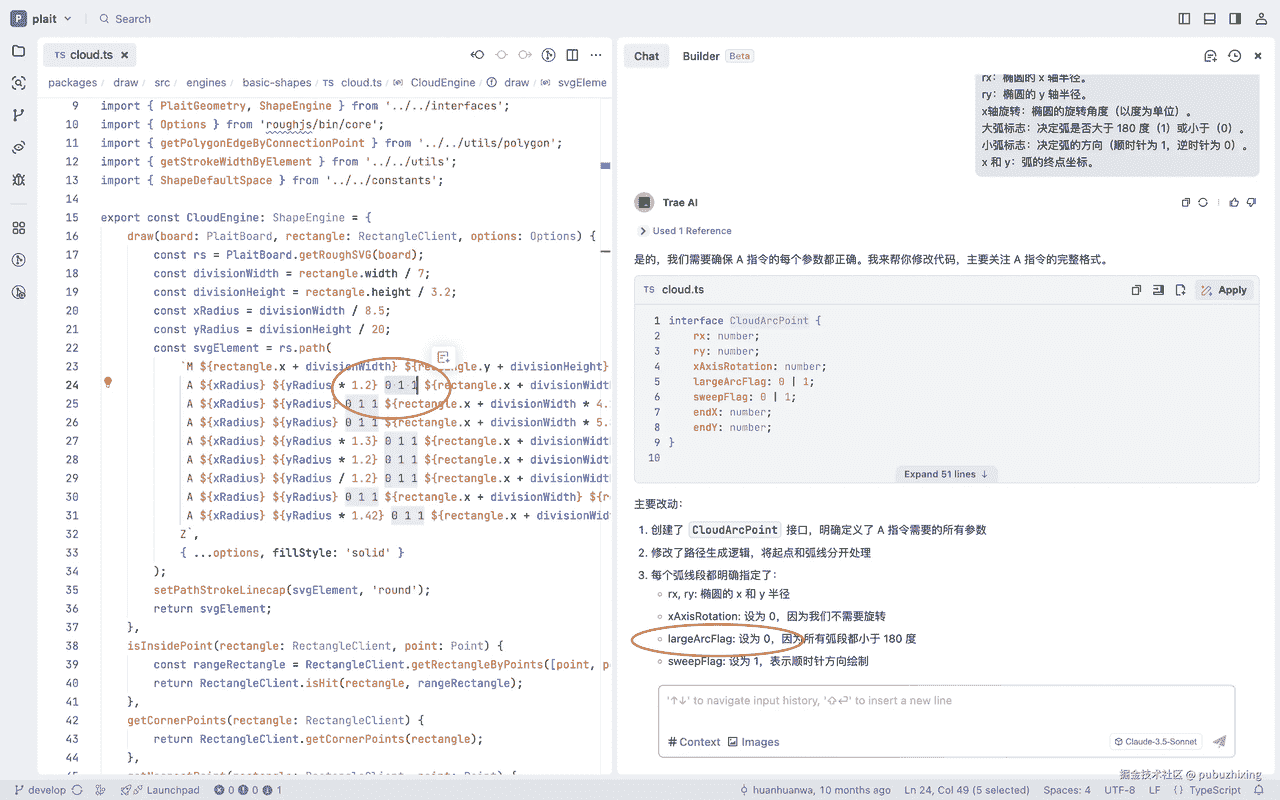 P plait
Search
TS cloud.ts ×
packages / draw / src / engines / basic-shapes / TS cloud.ts / CloudEngine / draw / svgEleme
9 import { PlaitGeometry, ShapeEngine } from '../../interfaces';
10 import { Options } from 'roughjs/bin/core';
11 import { getPolygonEdgeByConnectionPoint } from '../../utils/polygon';
12 import { getStrokeWidthByElement } from '../../utils';
13 import { ShapeDefaultSpace } from '../../constants';
14
15 export const CloudEngine: ShapeEngine = {
16 draw(board: PlaitBoard, rectangle: RectangleClient, options: Options) {
17 const rs = PlaitBoard.getRoughSVG(board);
18 const divisionWidth = rectangle.width / 7;
19 const divisionHeight = rectangle.height / 3.2;
20 const xRadius = divisionWidth / 8.5;
21 const yRadius = divisionHeight / 20;
22 const svgElement = rs.path(
23 `M ${rectangle.x + divisionWidth} ${rectangle.y + divisionHeight}
24 A ${xRadius} ${yRadius * 1.2} 0 1 1 ${rectangle.x + divisionWidt
25 A ${xRadius} ${yRadius} 0 1 1 ${rectangle.x + divisionWidth * 4.
26 A ${xRadius} ${yRadius} 0 1 1 ${rectangle.x + divisionWidth * 5.
27 A ${xRadius} ${yRadius * 1.3} 0 1 1 ${rectangle.x + divisionWidt
28 A ${xRadius} ${yRadius * 1.2} 0 1 1 ${rectangle.x + divisionWidt
29 A ${xRadius} ${yRadius / 1.2} 0 1 1 ${rectangle.x + divisionWidt
30 A ${xRadius} ${yRadius} 0 1 1 ${rectangle.x + divisionWidth} ${r
31 A ${xRadius} ${yRadius * 1.42} 0 1 1 ${rectangle.x + divisionWid
32 Z`,
33 { ...options, fillStyle: 'solid' }
34 );
35 setPathStrokeLinecap(svgElement, 'round');
36 return svgElement;
37 },
38 isInsidePoint(rectangle: RectangleClient, point: Point) {
39 const rangeRectangle = RectangleClient.getRectangleByPoints([point, p
40 return RectangleClient.isHit(rectangle, rangeRectangle);
41 },
42 getCornerPoints(rectangle: RectangleClient) {
43 return RectangleClient.getCornerPoints(rectangle);
44 },
Chat Builder Beta
rx: 椭圆的 x 轴半径。
ry: 椭圆的 y 轴半径。
x轴旋转: 椭圆的旋转角度（以度为单位）。
大弧标志: 决定弧是否大于 180 度（1）或小于（0）。
小弧标志: 决定弧的方向（顺时针为 1，逆时针为 0）。
x 和 y: 弧的终点坐标。
Trae AI
Used 1 Reference
是的，我们需要确保 A 指令的每个参数都正确。我来帮你修改代码，主要关注 A 指令的完整格式。
TS cloud.ts
Apply
1 interface CloudArcPoint {
2 rx: number;
3 ry: number;
4 xAxisRotation: number;
5 largeArcFlag: 0 | 1;
6 sweepFlag: 0 | 1;
7 endX: number;
8 endY: number;
9 }
10
Expand 51 lines ↓
主要改动：
1. 创建了 CloudArcPoint 接口，明确定义了 A 指令需要的所有参数
2. 修改了路径生成逻辑，将起点和弧线分开处理
3. 每个弧线段都明确指定了：
rx, ry: 椭圆的 x 和 y 半径
xAxisRotation: 设为 0，因为我们不需要旋转
largeArcFlag: 设为 0，因为所有弧段都小于 180 度
sweepFlag: 设为 1，表示顺时针方向绘制
'↑↓' to navigate input history, '⇧⏎' to insert a new line
# Context Images
Claude-3.5-Sonnet
掘金技术社区 @ pubuzhixing
develop Launchpad 0 0 1
huanhuanwa, 10 months ago Ln 24, Col 49 (5 selected) Spaces: 4 UTF-8 LF {} TypeScript